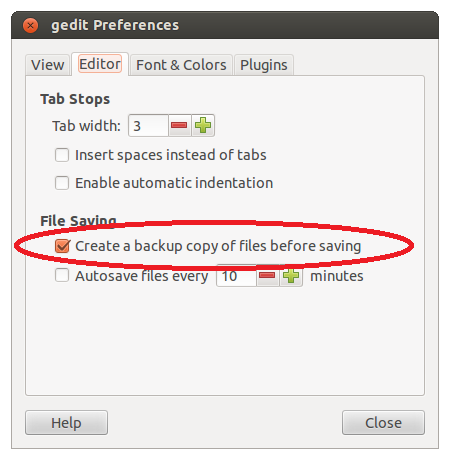 gedit Preferences
View Editor Font & Colors Plugins
Tab Stops
Tab width: 3
Insert spaces instead of tabs
Enable automatic indentation
File Saving
Create a backup copy of files before saving
Autosave files every 10 minutes
Help Close